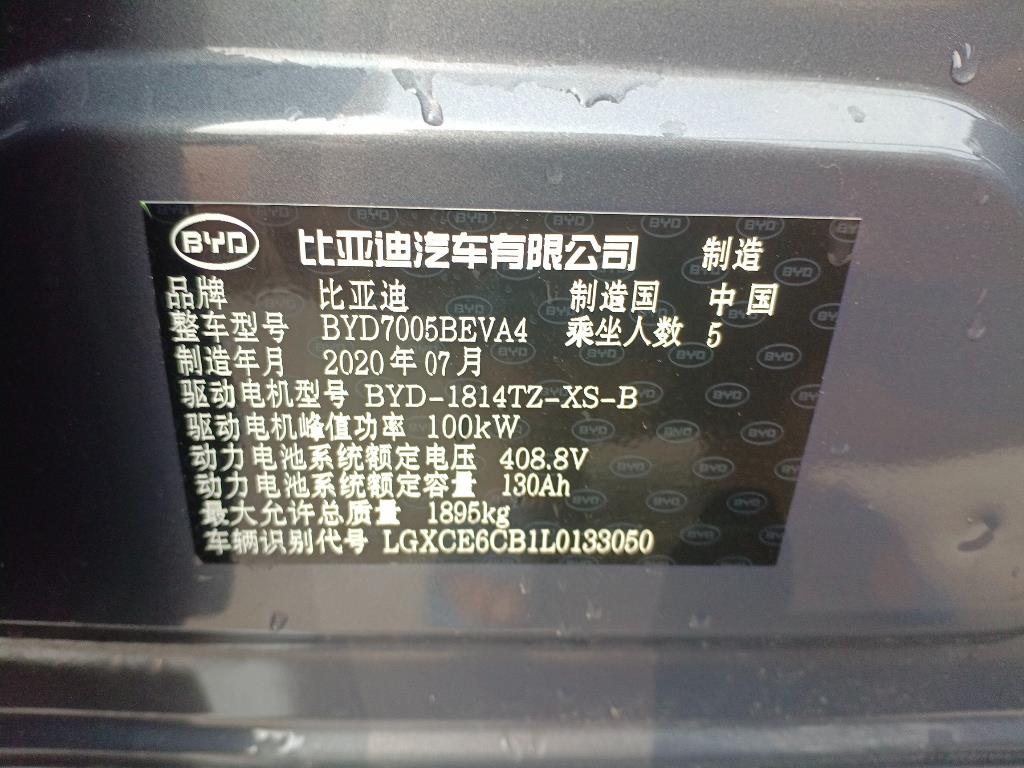 BYD 比亚迪汽车有限公司 制造
品牌 比亚迪 制造国 中国
整车型号 BYD7005BEVA4 乘坐人数 5
制造年月 2020年07月
驱动电机型号 BYD-1814TZ-XS-B
驱动电机峰值功率 100kW
动力电池系统额定电压 408.8V
动力电池系统额定容量 130Ah
最大允许总质量 1895kg
车辆识别代号 LGXCE6CB1L0133050